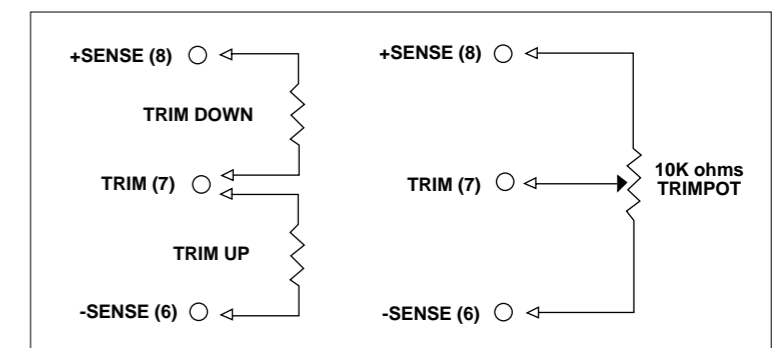 +SENSE (8)
TRIM DOWN
TRIM (7)
TRIM UP
-SENSE (6)
+SENSE (8)
TRIM (7)
10K ohms
TRIMPOT
-SENSE (6)